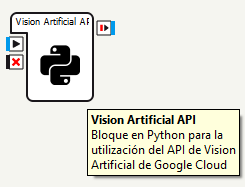 Vision Artificial AP
Vision Artificial API
Bloque en Python para la
utilización del API de Vision
Artificial de Google Cloud